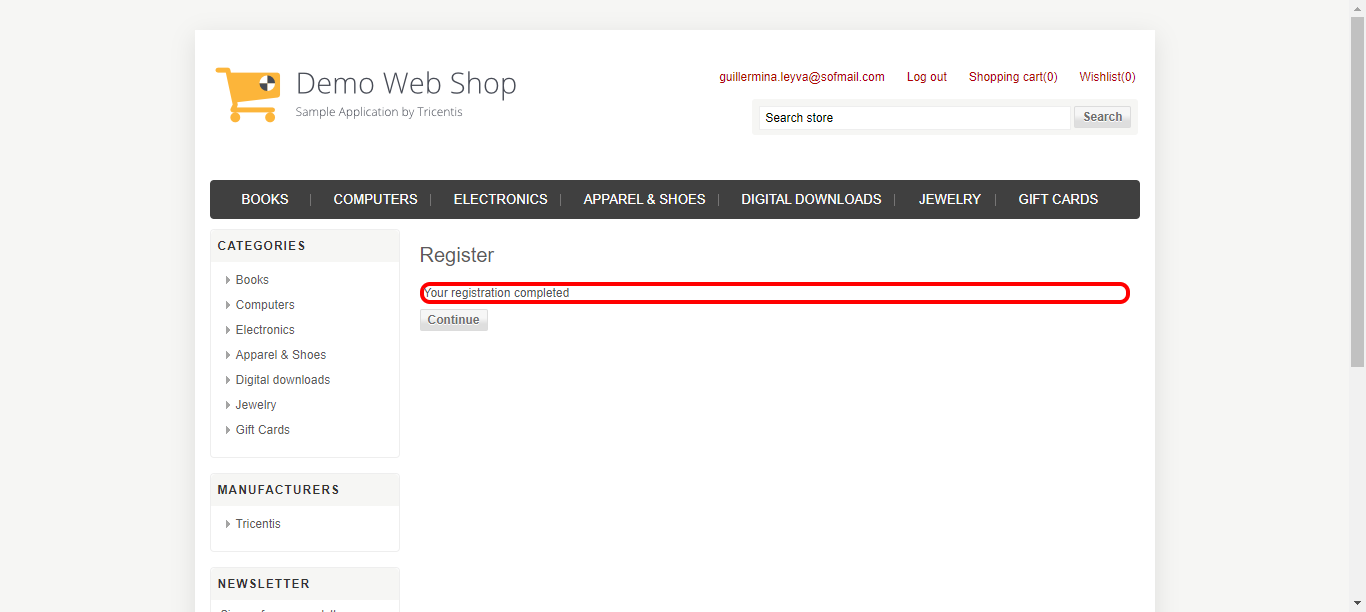 Demo Web Shop
Sample Application by Tricentis
guillermina.leyva@sofmail.com Log out Shopping cart(0) Wishlist(0)
Search store Search
BOOKS COMPUTERS ELECTRONICS APPAREL & SHOES DIGITAL DOWNLOADS JEWELRY GIFT CARDS
CATEGORIES
Books
Computers
Electronics
Apparel & Shoes
Digital downloads
Jewelry
Gift Cards
MANUFACTURERS
Tricentis
NEWSLETTER
Register
Your registration completed
Continue